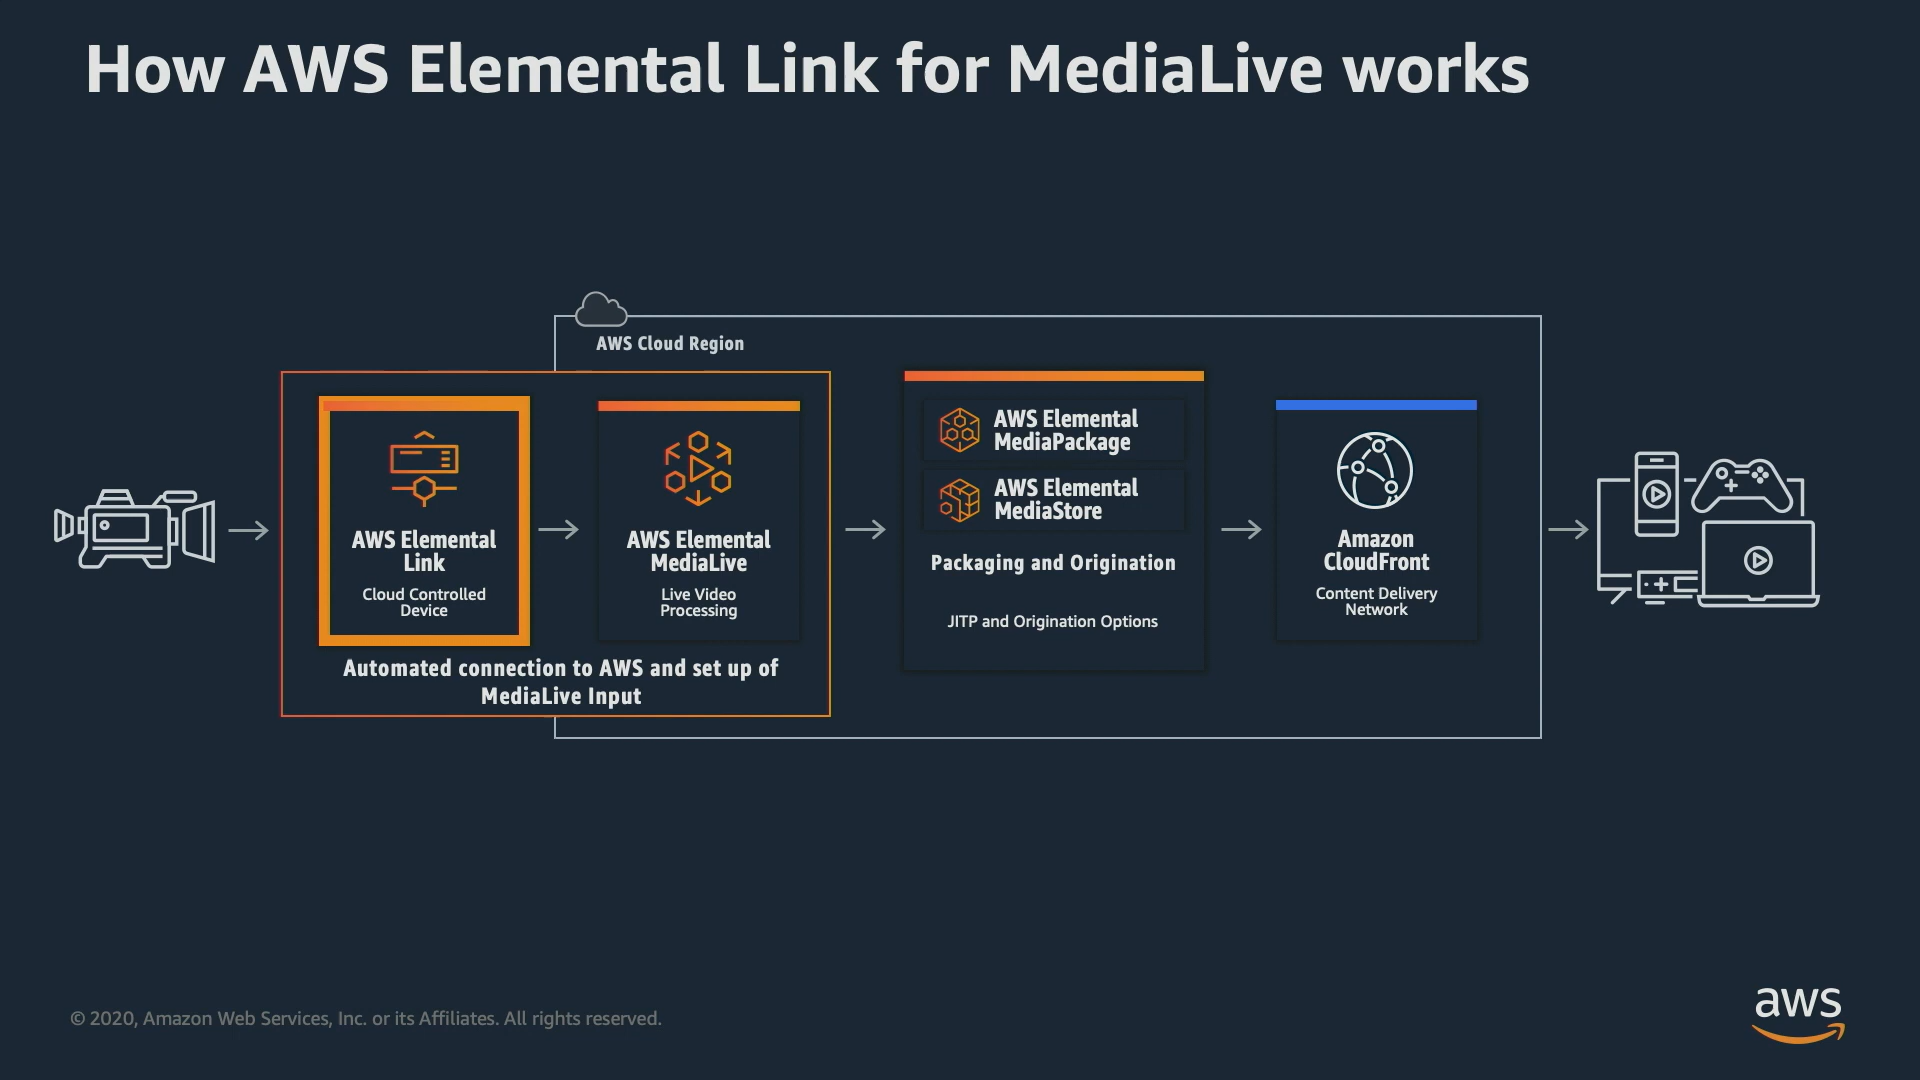 How AWS Elemental Link for MediaLive works
AWS Cloud Region
AWS Elemental
Link
Cloud Controlled
Device
AWS Elemental
MediaLive
Live Video
Processing
Automated connection to AWS and set up of
MediaLive Input
AWS Elemental
MediaPackage
AWS Elemental
MediaStore
Packaging and Origination
JITP and Origination Options
Amazon
CloudFront
Content Delivery
Network
© 2020, Amazon Web Services, Inc. or its Affiliates. All rights reserved.
aws